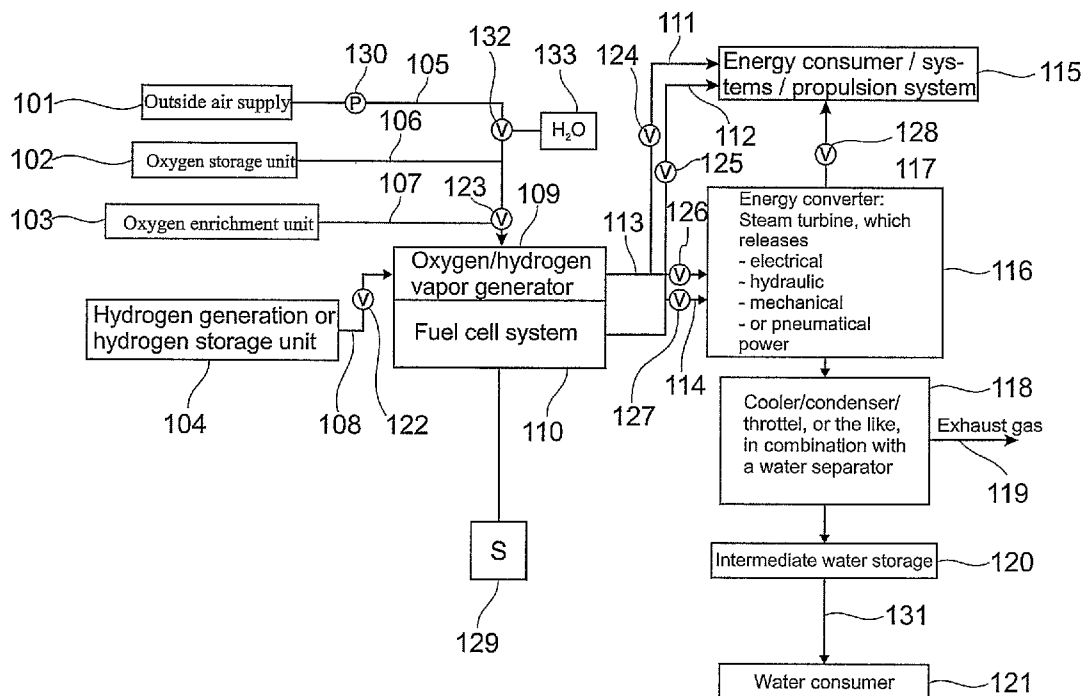 111
132
124
130
105
133
Energy consumer / sys-
tems / propulsion system
115
101
Outside air supply
P
106
V
H₂O
V
112
128
102
Oxygen storage unit
V
125
V
107
123
109
117
103
Oxygen enrichment unit
V
113
126
Energy converter:
Steam turbine, which
releases
- electrical
- hydraulic
- mechanical
- or pneumatical
power
116
Oxygen/hydrogen
vapor generator
V
V
V
Hydrogen generation or
hydrogen storage unit
Fuel cell system
104
108
122
110
127
114
118
Cooler/condenser/
throttel, or the like,
in combination with
a water separator
Exhaust gas
119
S
129
Intermediate water storage
120
131
Water consumer
121